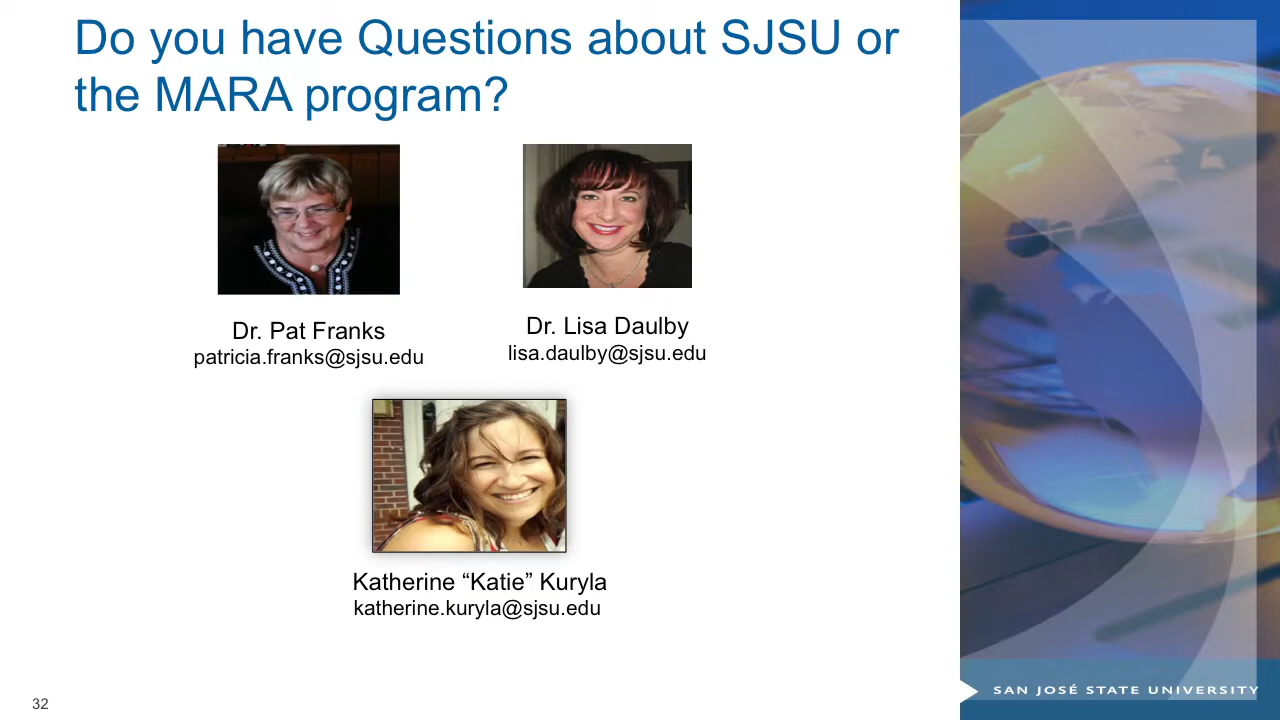 Do you have Questions about SJSU or
the MARA program?
Dr. Pat Franks
patricia.franks@sjsu.edu
Dr. Lisa Daulby
lisa.daulby@sjsu.edu
Katherine “Katie” Kuryla
katherine.kuryla@sjsu.edu
32
SAN JOSÉ STATE UNIVERSITY